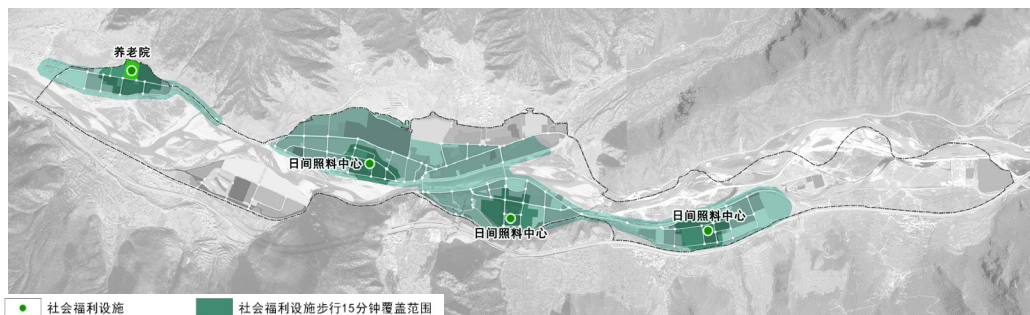 养老院
日间照料中心
日间照料中心
日间照料中心
社会福利设施
社会福利设施步行15分钟覆盖范围